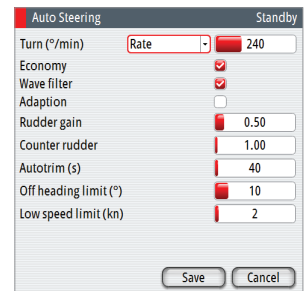 Auto Steering Standby
Turn (°/min) Rate 240
Economy
Wave filter
Adaption
Rudder gain 0.50
Counter rudder 1.00
Autotrim (s) 40
Off heading limit (°) 10
Low speed limit (kn) 2
Save Cancel